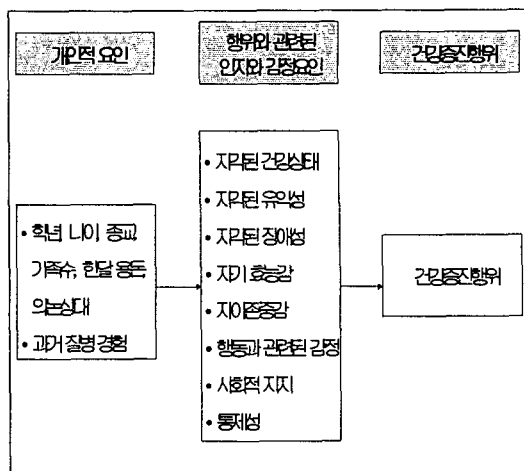 개인적 요인
행위와 관련된
인지와 감정요인
건강증진행위
• 학년, 나이, 종교,
가족수, 한달 용돈,
의논상대
• 과거 질병 경험
• 지각된 건강상태
• 지각된 유익성
• 지각된 장애성
• 자기 효능감
• 자아존중감
• 행동과 관련된 감정
• 사회적 지지
• 통제성
건강증진행위